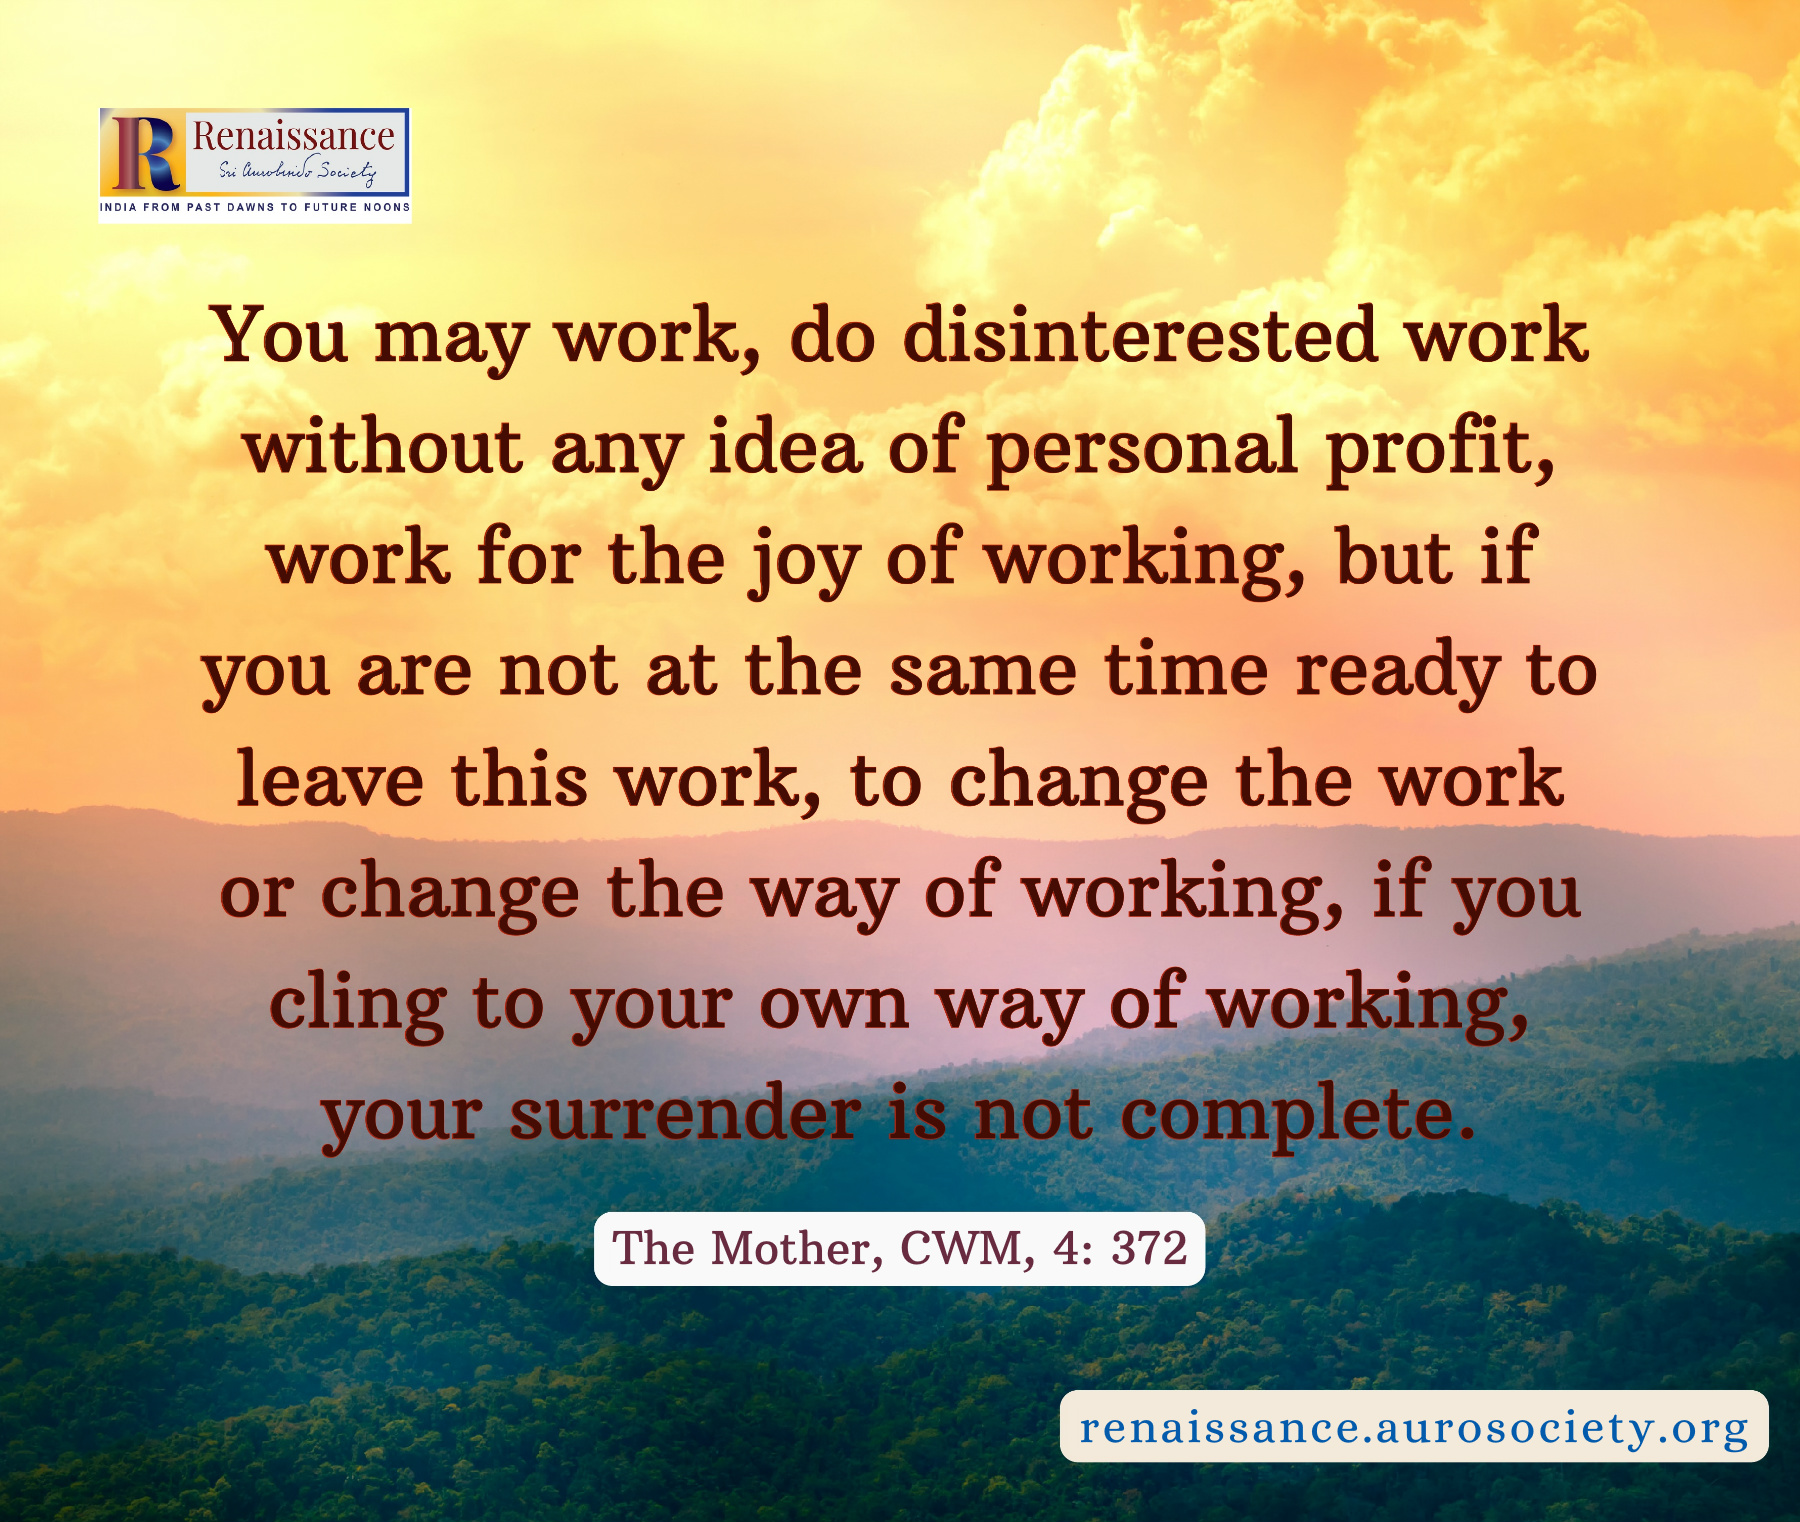 R Renaissance
Sri Aurobindo Society
INDIA FROM PAST DAWNS TO FUTURE NOONS
You may work, do disinterested work
without any idea of personal profit,
work for the joy of working, but if
you are not at the same time ready to
leave this work, to change the work
or change the way of working, if you
cling to your own way of working,
your surrender is not complete.
The Mother, CWM, 4: 372
renaissance.aurosociety.org